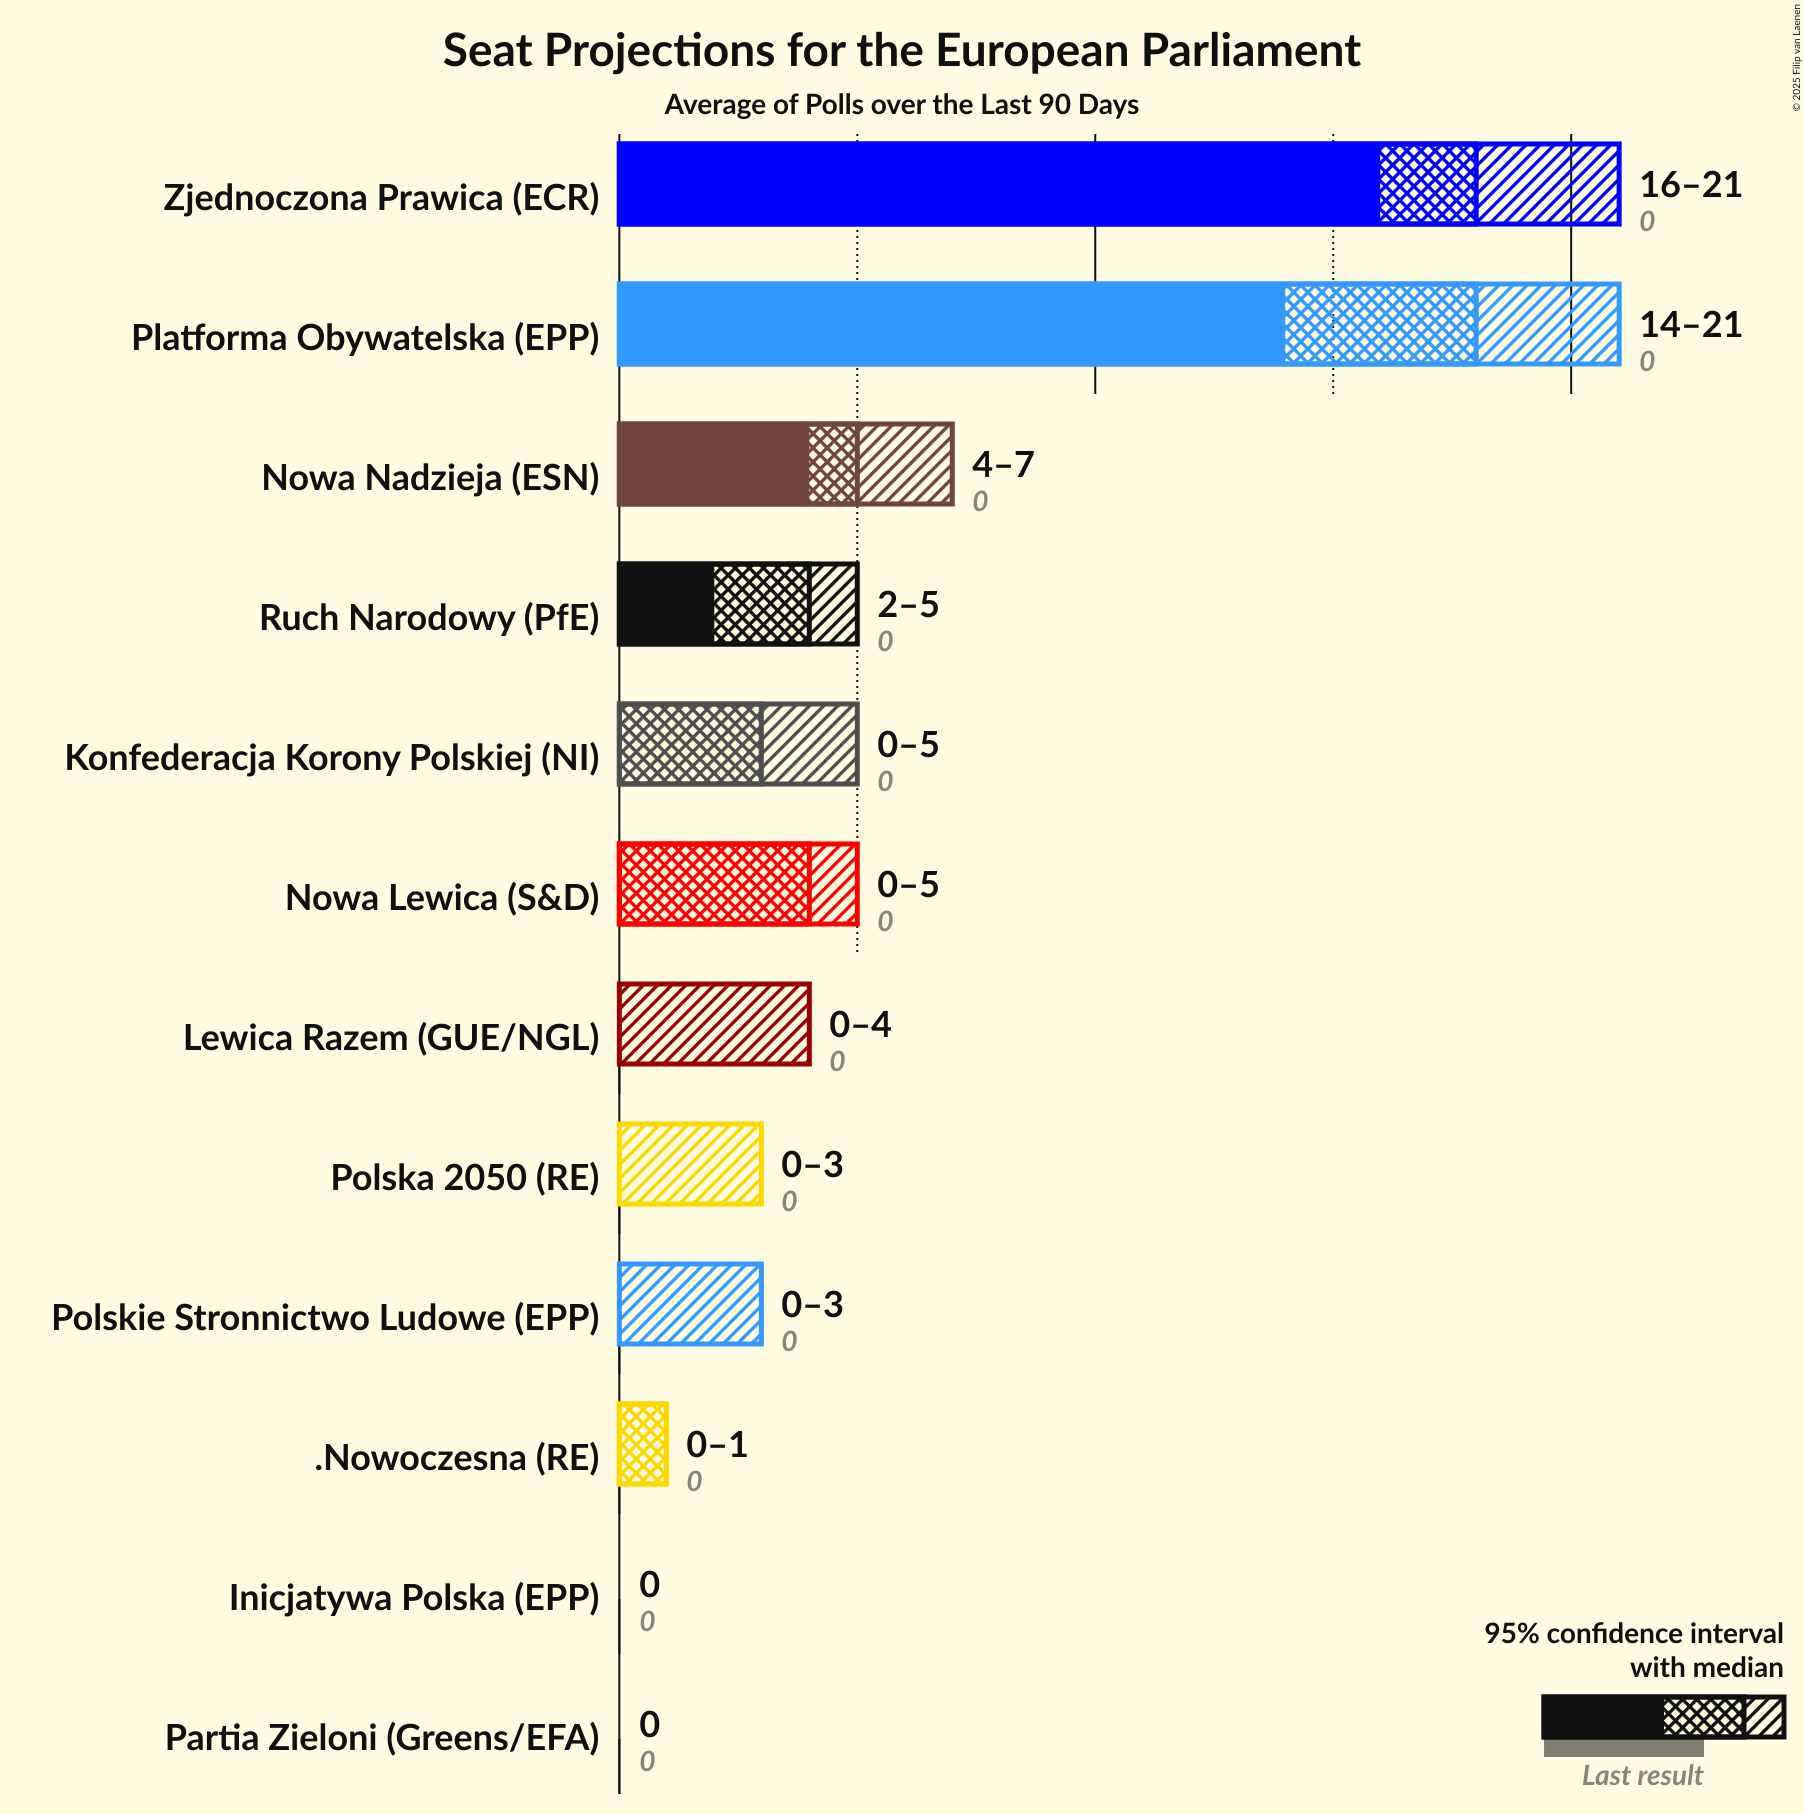 Seat Projections for the European Parliament
Average of Polls over the Last 90 Days
© 2025 Filip van Laenen
Zjednoczona Prawica (ECR)
16–21
0
Platforma Obywatelska (EPP)
14–21
0
Nowa Nadzieja (ESN)
4–7
0
Ruch Narodowy (PfE)
2–5
0
Konfederacja Korony Polskiej (NI)
0–5
0
Nowa Lewica (S&D)
0–5
0
Lewica Razem (GUE/NGL)
0–4
0
Polska 2050 (RE)
0–3
0
Polskie Stronnictwo Ludowe (EPP)
0–3
0
.Nowoczesna (RE)
0–1
0
Inicjatywa Polska (EPP)
0
0
Partia Zieloni (Greens/EFA)
0
0
95% confidence interval
with median
Last result